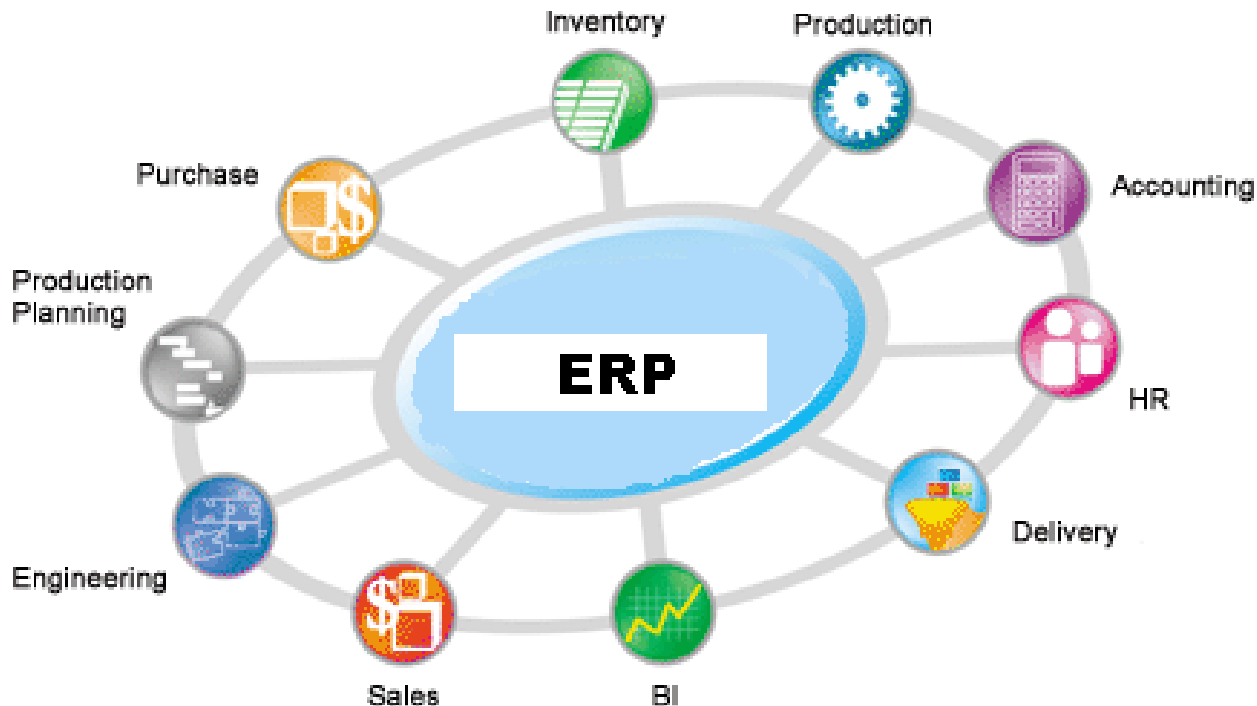 Inventory
Production
Purchase
Accounting
Production
Planning
ERP
HR
Delivery
Engineering
Sales
BI
$
$